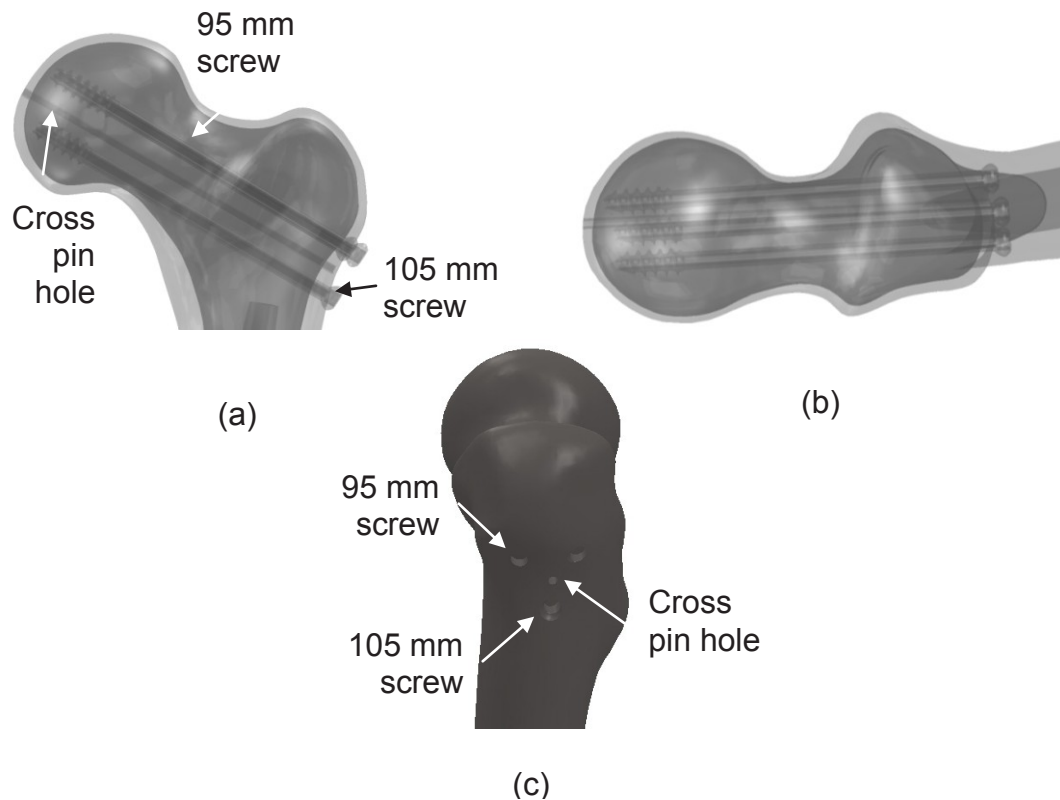 95 mm
screw
Cross
pin
hole
105 mm
screw
(a)
(b)
95 mm
screw
105 mm
screw
Cross
pin hole
(c)